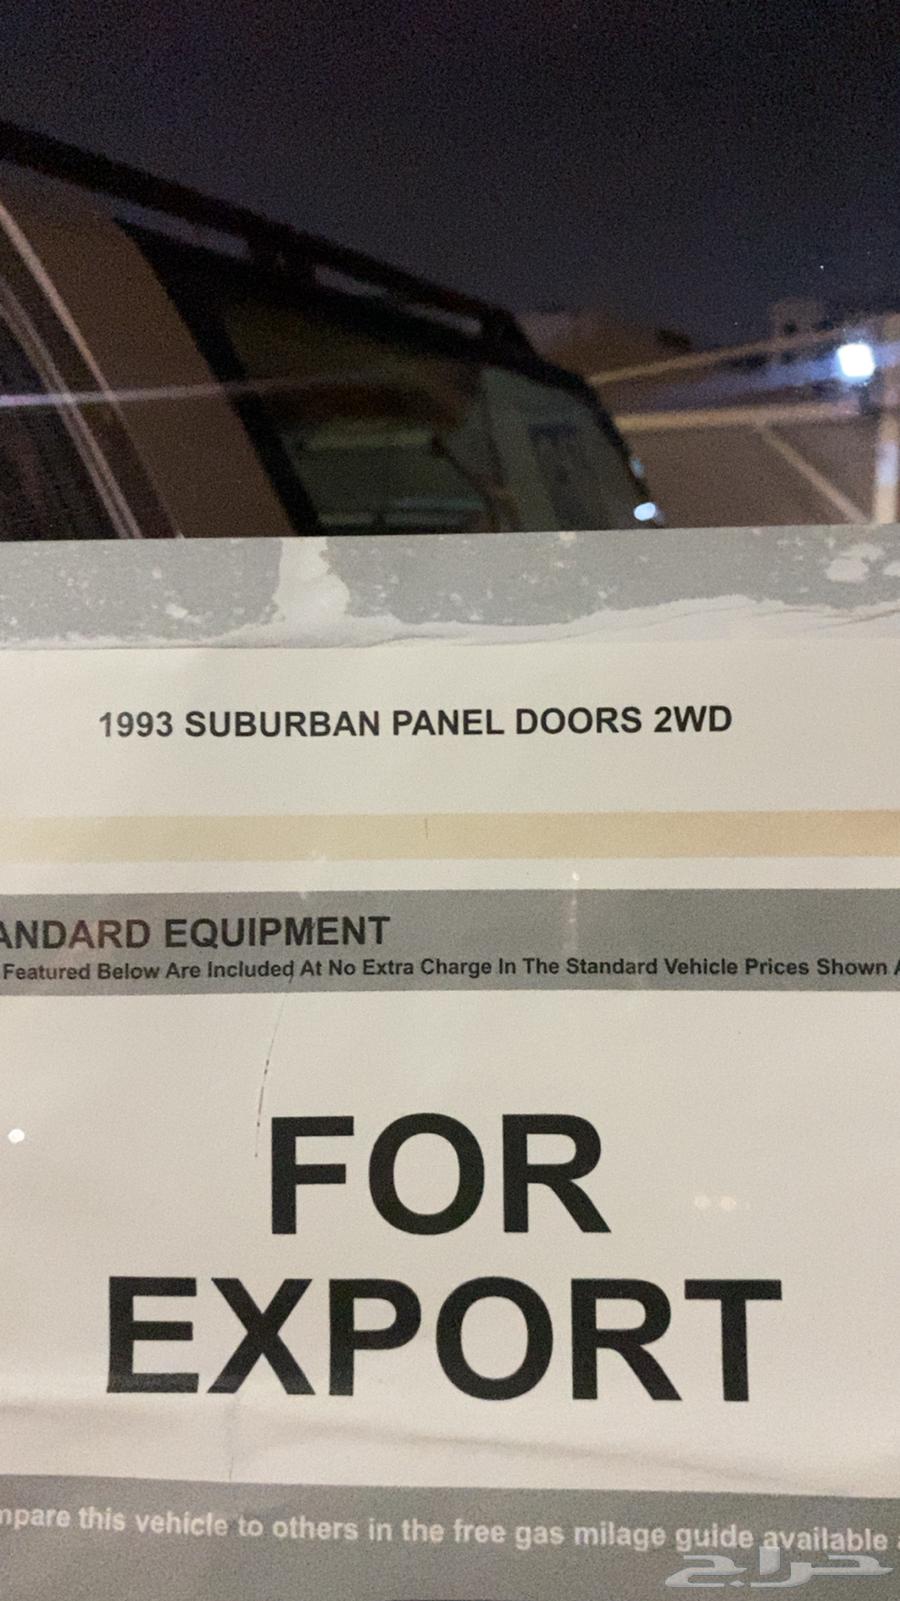 1993 SUBURBAN PANEL DOORS 2WD
ANDARD EQUIPMENT
Featured Below Are Included At No Extra Charge In The Standard Vehicle Prices Shown A
FOR
EXPORT
mpare this vehicle to others in the free gas milage guide available a
حراج